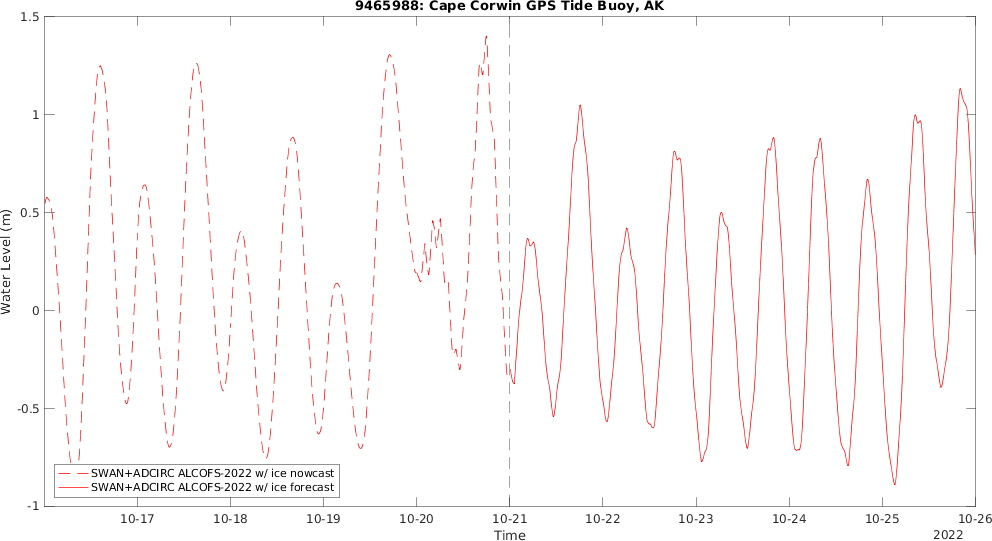 9465988: Cape Corwin GPS Tide Buoy, AK
1.5
1
0.5
0
-0.5
-1
Water Level (m)
SWAN+ADCIRC ALCOFS-2022 w/ ice nowcast
SWAN+ADCIRC ALCOFS-2022 w/ ice forecast
10-17 10-18 10-19 10-20 10-21 10-22 10-23 10-24 10-25 10-26
Time
2022